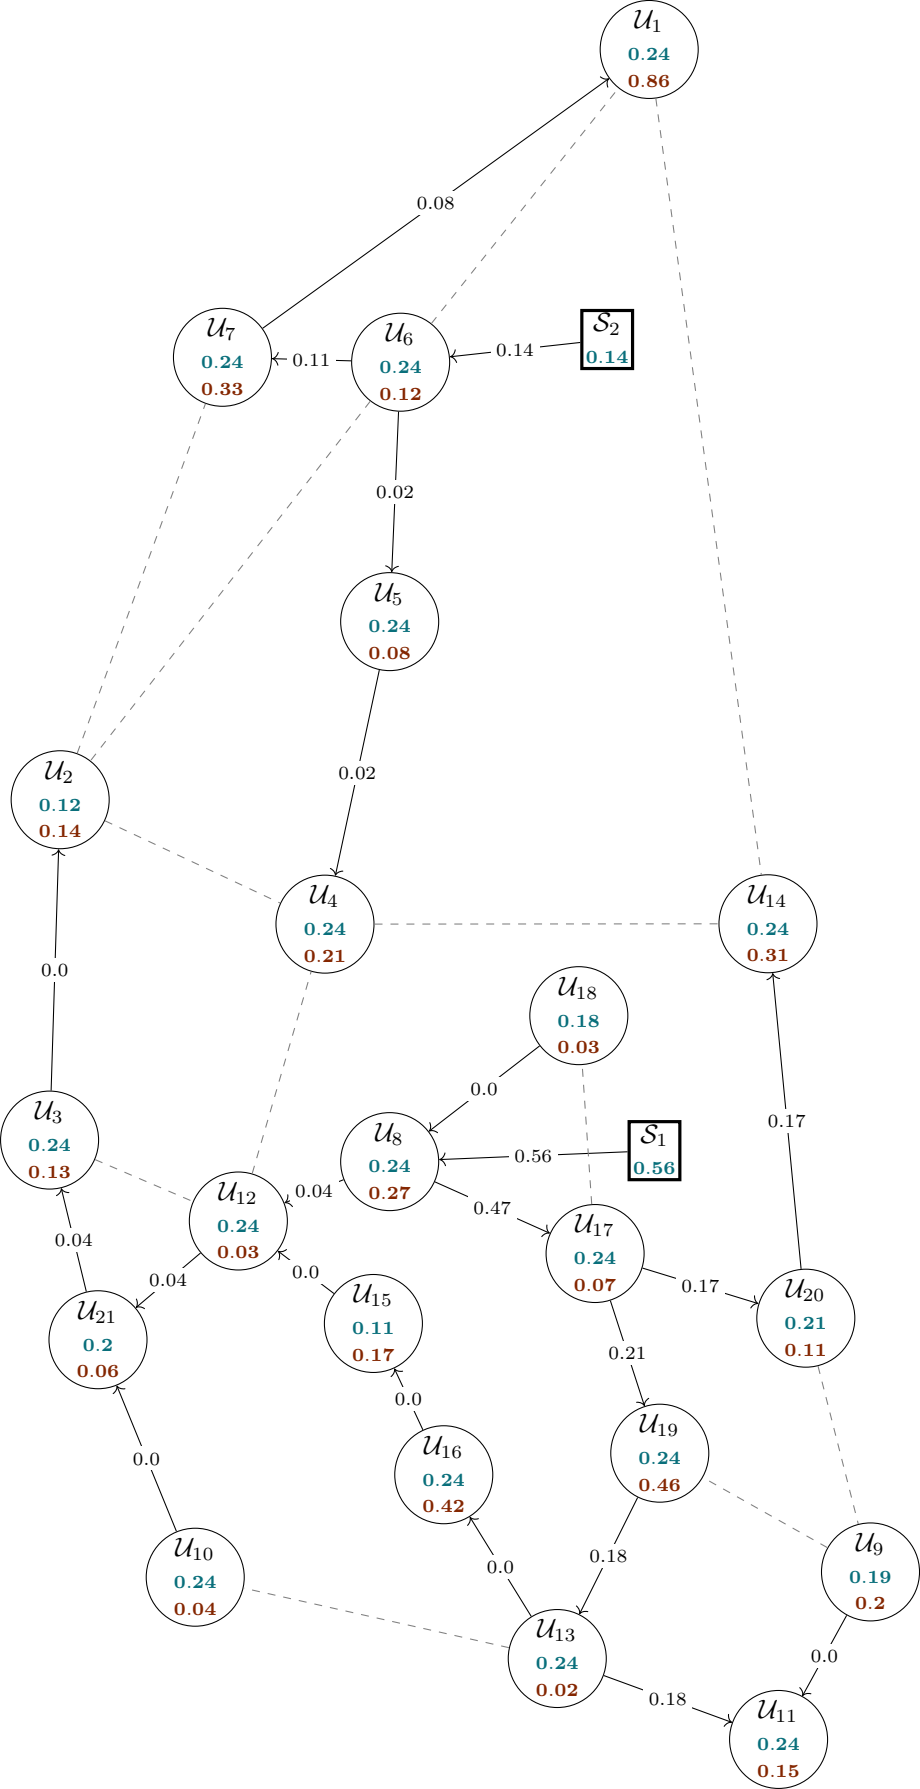 𝒰₁
0.24
0.86
0.08
𝒰₇
0.24
0.33
0.11
𝒰₆
0.24
0.12
0.14
𝒮₂
0.14
0.02
𝒰₅
0.24
0.08
0.02
𝒰₂
0.12
0.14
𝒰₄
0.24
0.21
𝒰₁₄
0.24
0.31
0.0
𝒰₁₈
0.18
0.03
0.0
0.17
𝒰₃
0.24
0.13
𝒰₈
0.24
0.27
0.56
𝒮₁
0.56
𝒰₁₂
0.24
0.03
0.04
0.47
𝒰₁₇
0.24
0.07
0.04
0.04
0.0
0.17
𝒰₂₀
0.21
0.11
𝒰₂₁
0.2
0.06
𝒰₁₅
0.11
0.17
0.21
0.0
0.0
𝒰₁₆
0.24
0.42
𝒰₁₉
0.24
0.46
𝒰₁₀
0.24
0.04
0.0
0.18
𝒰₉
0.19
0.2
𝒰₁₃
0.24
0.02
0.0
0.18
𝒰₁₁
0.24
0.15